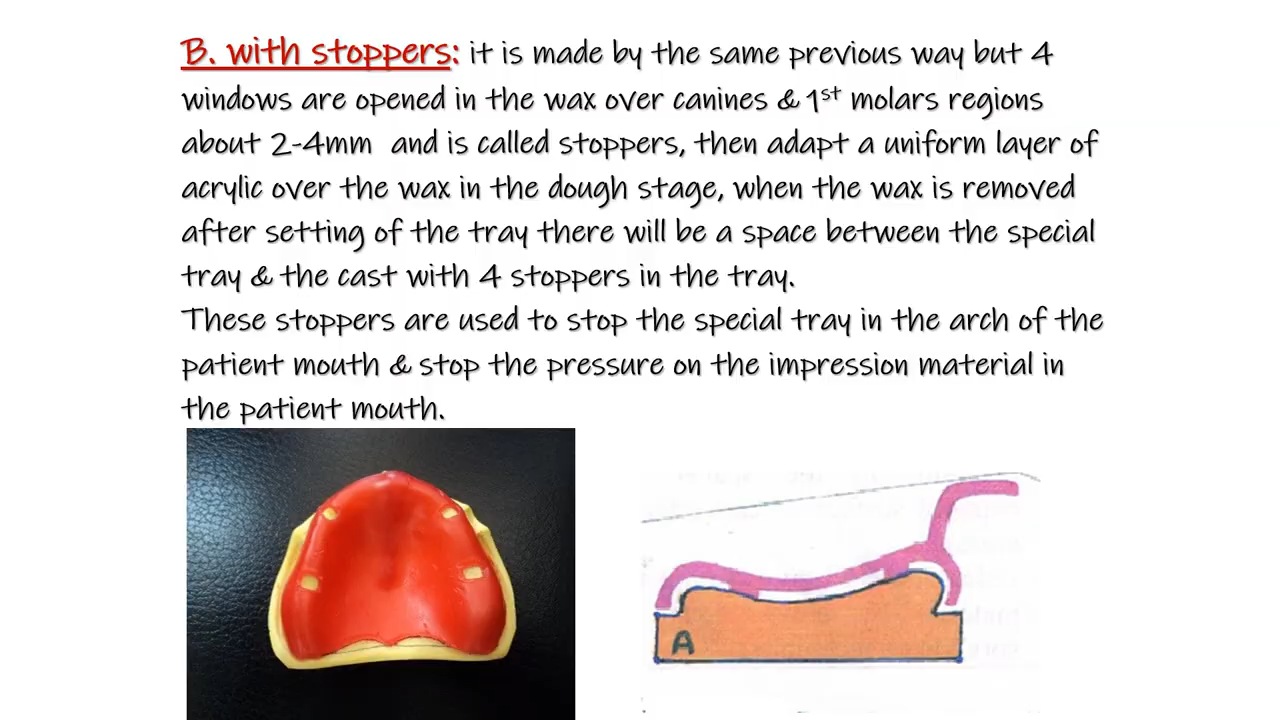 B. with stoppers: it is made by the same previous way but 4
windows are opened in the wax over canines & 1st molars regions
about 2-4mm and is called stoppers, then adapt a uniform layer of
acrylic over the wax in the dough stage, when the wax is removed
after setting of the tray there will be a space between the special
tray & the cast with 4 stoppers in the tray.
These stoppers are used to stop the special tray in the arch of the
patient mouth & stop the pressure on the impression material in
the patient mouth.
A